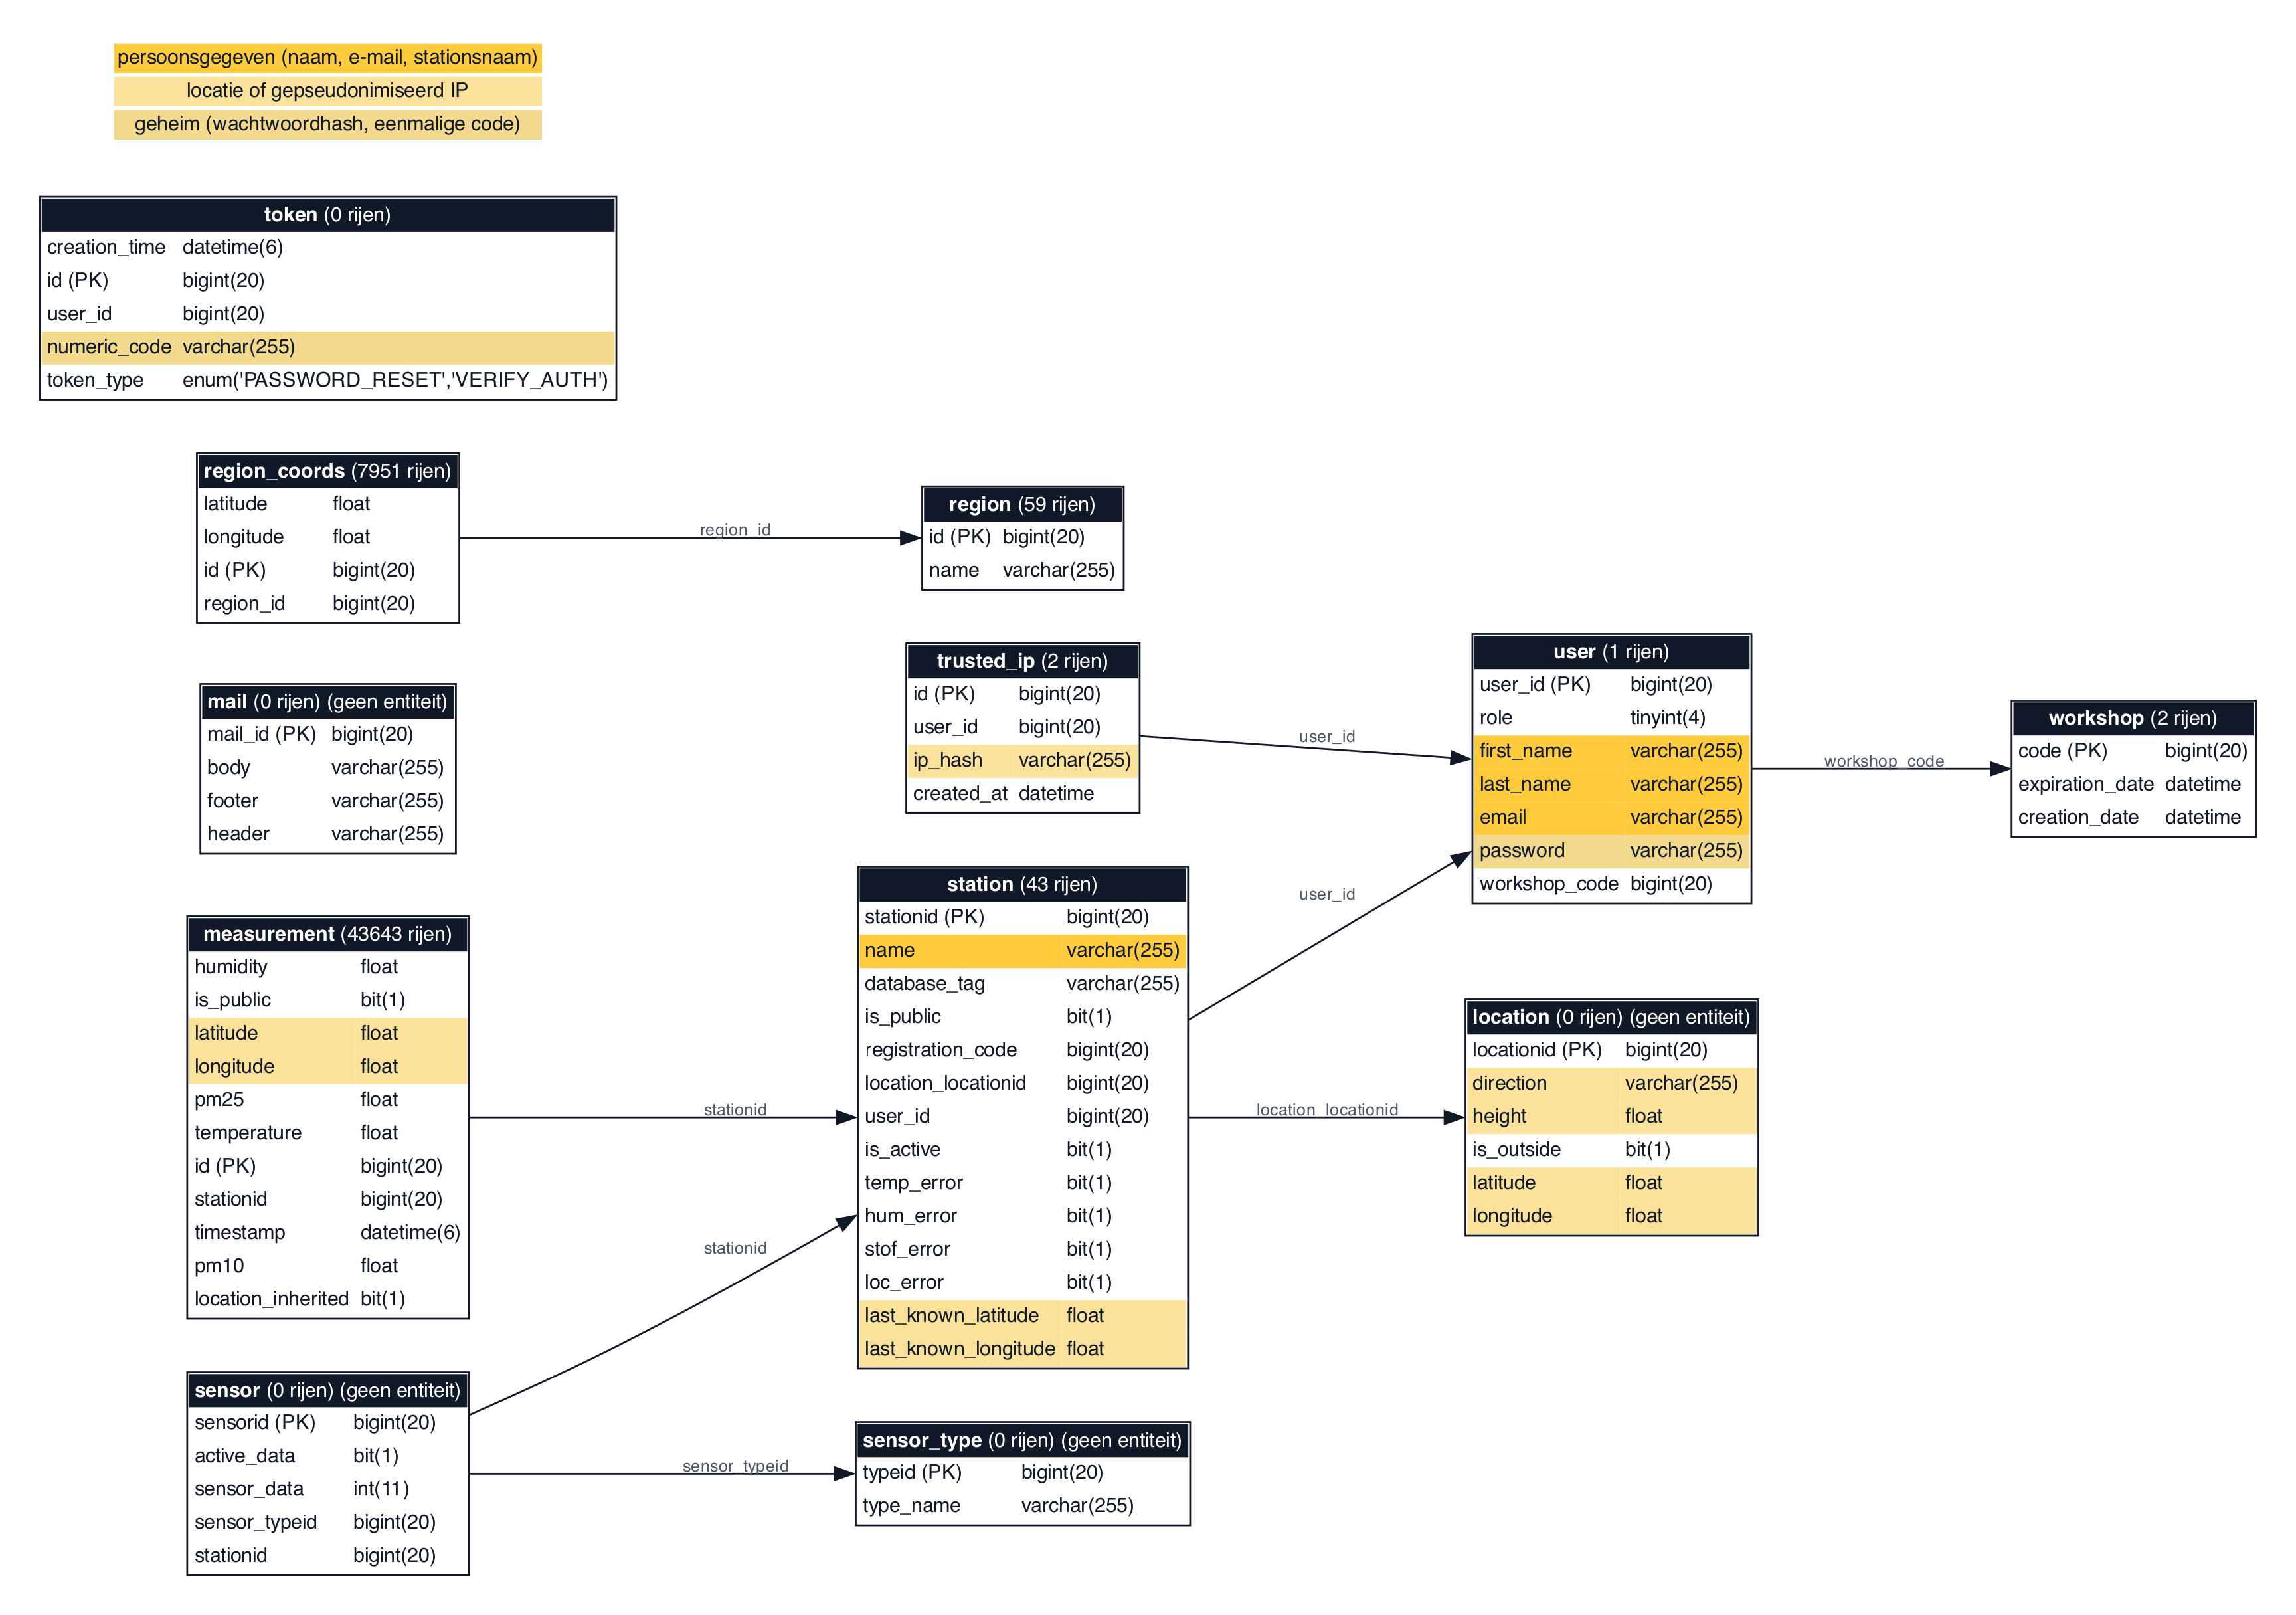 persoonsgegeven (naam, e-mail, stationsnaam)
locatie of gepseudonimiseerd IP
geheim (wachtwoordhash, eenmalige code)
token (0 rijen)
creation_time datetime(6)
id (PK) bigint(20)
user_id bigint(20)
numeric_code varchar(255)
token_type enum('PASSWORD_RESET','VERIFY_AUTH')
region_coords (7951 rijen)
latitude float
longitude float
id (PK) bigint(20)
region_id bigint(20)
region_id
region (59 rijen)
id (PK) bigint(20)
name varchar(255)
mail (0 rijen) (geen entiteit)
mail_id (PK) bigint(20)
body varchar(255)
footer varchar(255)
header varchar(255)
trusted_ip (2 rijen)
id (PK) bigint(20)
user_id bigint(20)
ip_hash varchar(255)
created_at datetime
user_id
user (1 rijen)
user_id (PK) bigint(20)
role tinyint(4)
first_name varchar(255)
last_name varchar(255)
email varchar(255)
password varchar(255)
workshop_code bigint(20)
workshop_code
workshop (2 rijen)
code (PK) bigint(20)
expiration_date datetime
creation_date datetime
measurement (43643 rijen)
humidity float
is_public bit(1)
latitude float
longitude float
pm25 float
temperature float
id (PK) bigint(20)
stationid bigint(20)
timestamp datetime(6)
pm10 float
location_inherited bit(1)
stationid
station (43 rijen)
stationid (PK) bigint(20)
name varchar(255)
database_tag varchar(255)
is_public bit(1)
registration_code bigint(20)
location_locationid bigint(20)
user_id bigint(20)
is_active bit(1)
temp_error bit(1)
hum_error bit(1)
stof_error bit(1)
loc_error bit(1)
last_known_latitude float
last_known_longitude float
user_id
location_locationid
location (0 rijen) (geen entiteit)
locationid (PK) bigint(20)
direction varchar(255)
height float
is_outside bit(1)
latitude float
longitude float
sensor (0 rijen) (geen entiteit)
sensorid (PK) bigint(20)
active_data bit(1)
sensor_data int(11)
sensor_typeid bigint(20)
stationid bigint(20)
stationid
sensor_typeid
sensor_type (0 rijen) (geen entiteit)
typeid (PK) bigint(20)
type_name varchar(255)